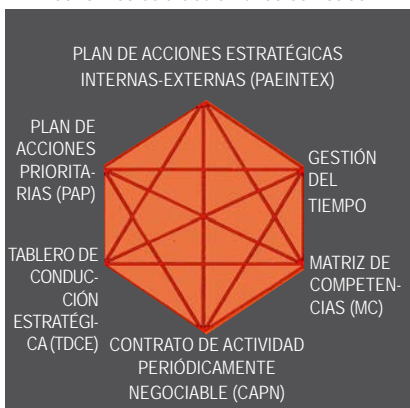 PLAN DE ACCIONES ESTRATÉGICAS
INTERNAS-EXTERNAS (PAEINTEX)
PLAN DE
ACCIONES
PRIORITA-
RIAS (PAP)
GESTIÓN
DEL
TIEMPO
TABLERO DE
CONDUC-
CIÓN
ESTRATÉGI-
CA (TDCE)
MATRIZ DE
COMPETEN-
CIAS (MC)
CONTRATO DE ACTIVIDAD
PERIÓDICAMENTE
NEGOCIABLE (CAPN)